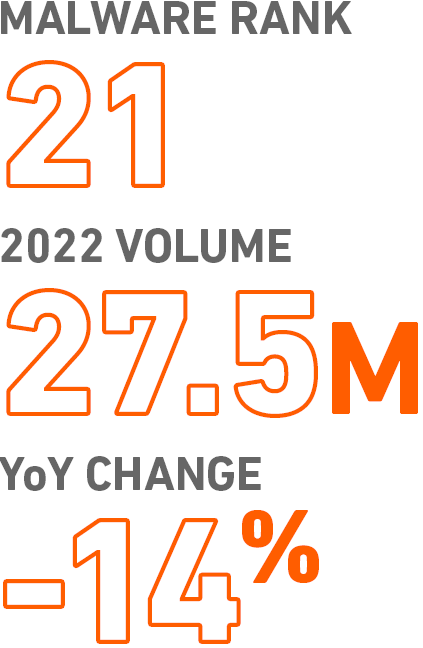 MALWARE RANK
21
2022 VOLUME
27.5M
YoY CHANGE
-14%